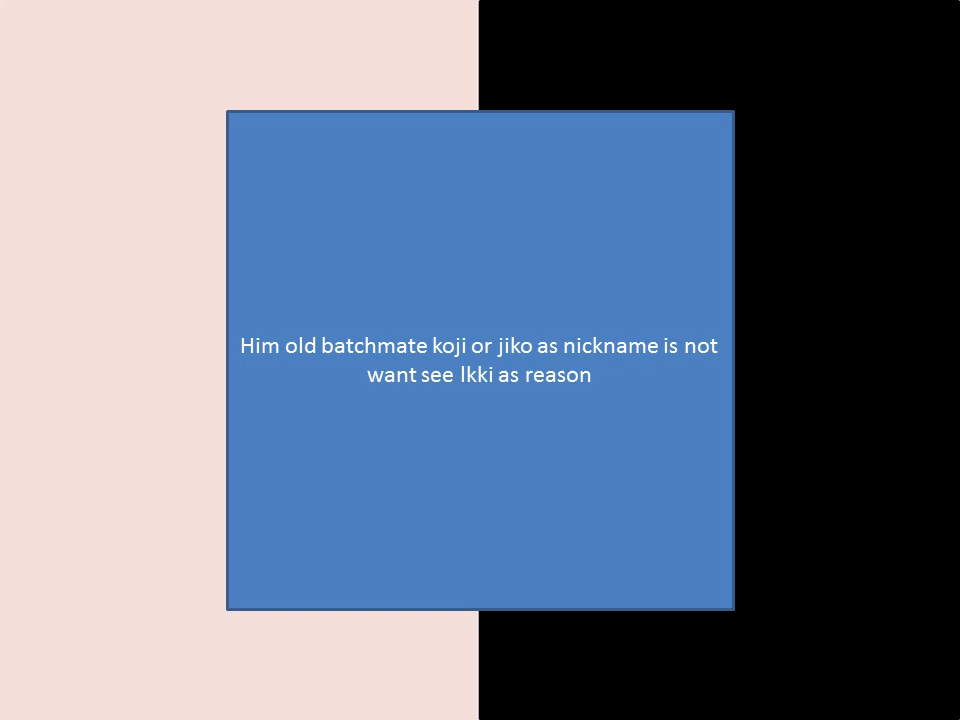 Him old batchmate koji or jiko as nickname is not
want see Ikki as reason